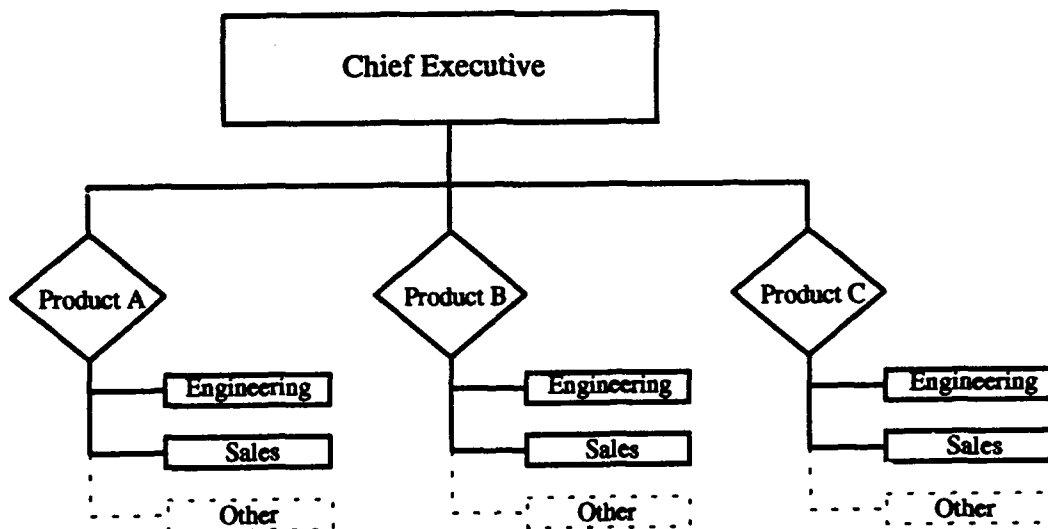 Chief Executive
Product A
Product B
Product C
Engineering
Engineering
Engineering
Sales
Sales
Sales
Other
Other
Other